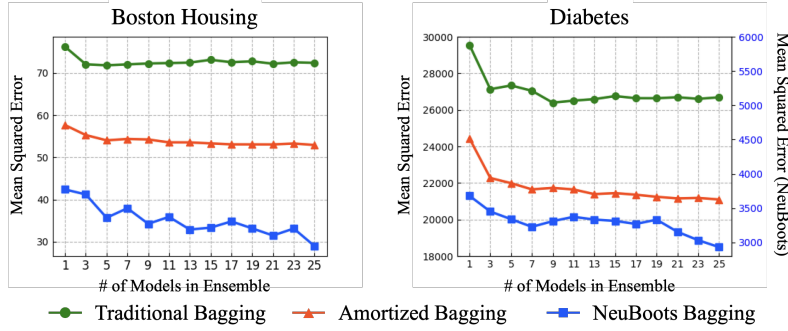 Boston Housing
Mean Squared Error
70
60
50
40
30
1 3 5 7 9 11 13 15 17 19 21 23 25
# of Models in Ensemble
Diabetes
Mean Squared Error
30000
28000
26000
24000
22000
20000
18000
1 3 5 7 9 11 13 15 17 19 21 23 25
# of Models in Ensemble
6000
5500
5000
4500
4000
3500
3000
Mean Squared Error (NeuBoots)
Traditional Bagging
Amortized Bagging
NeuBoots Bagging